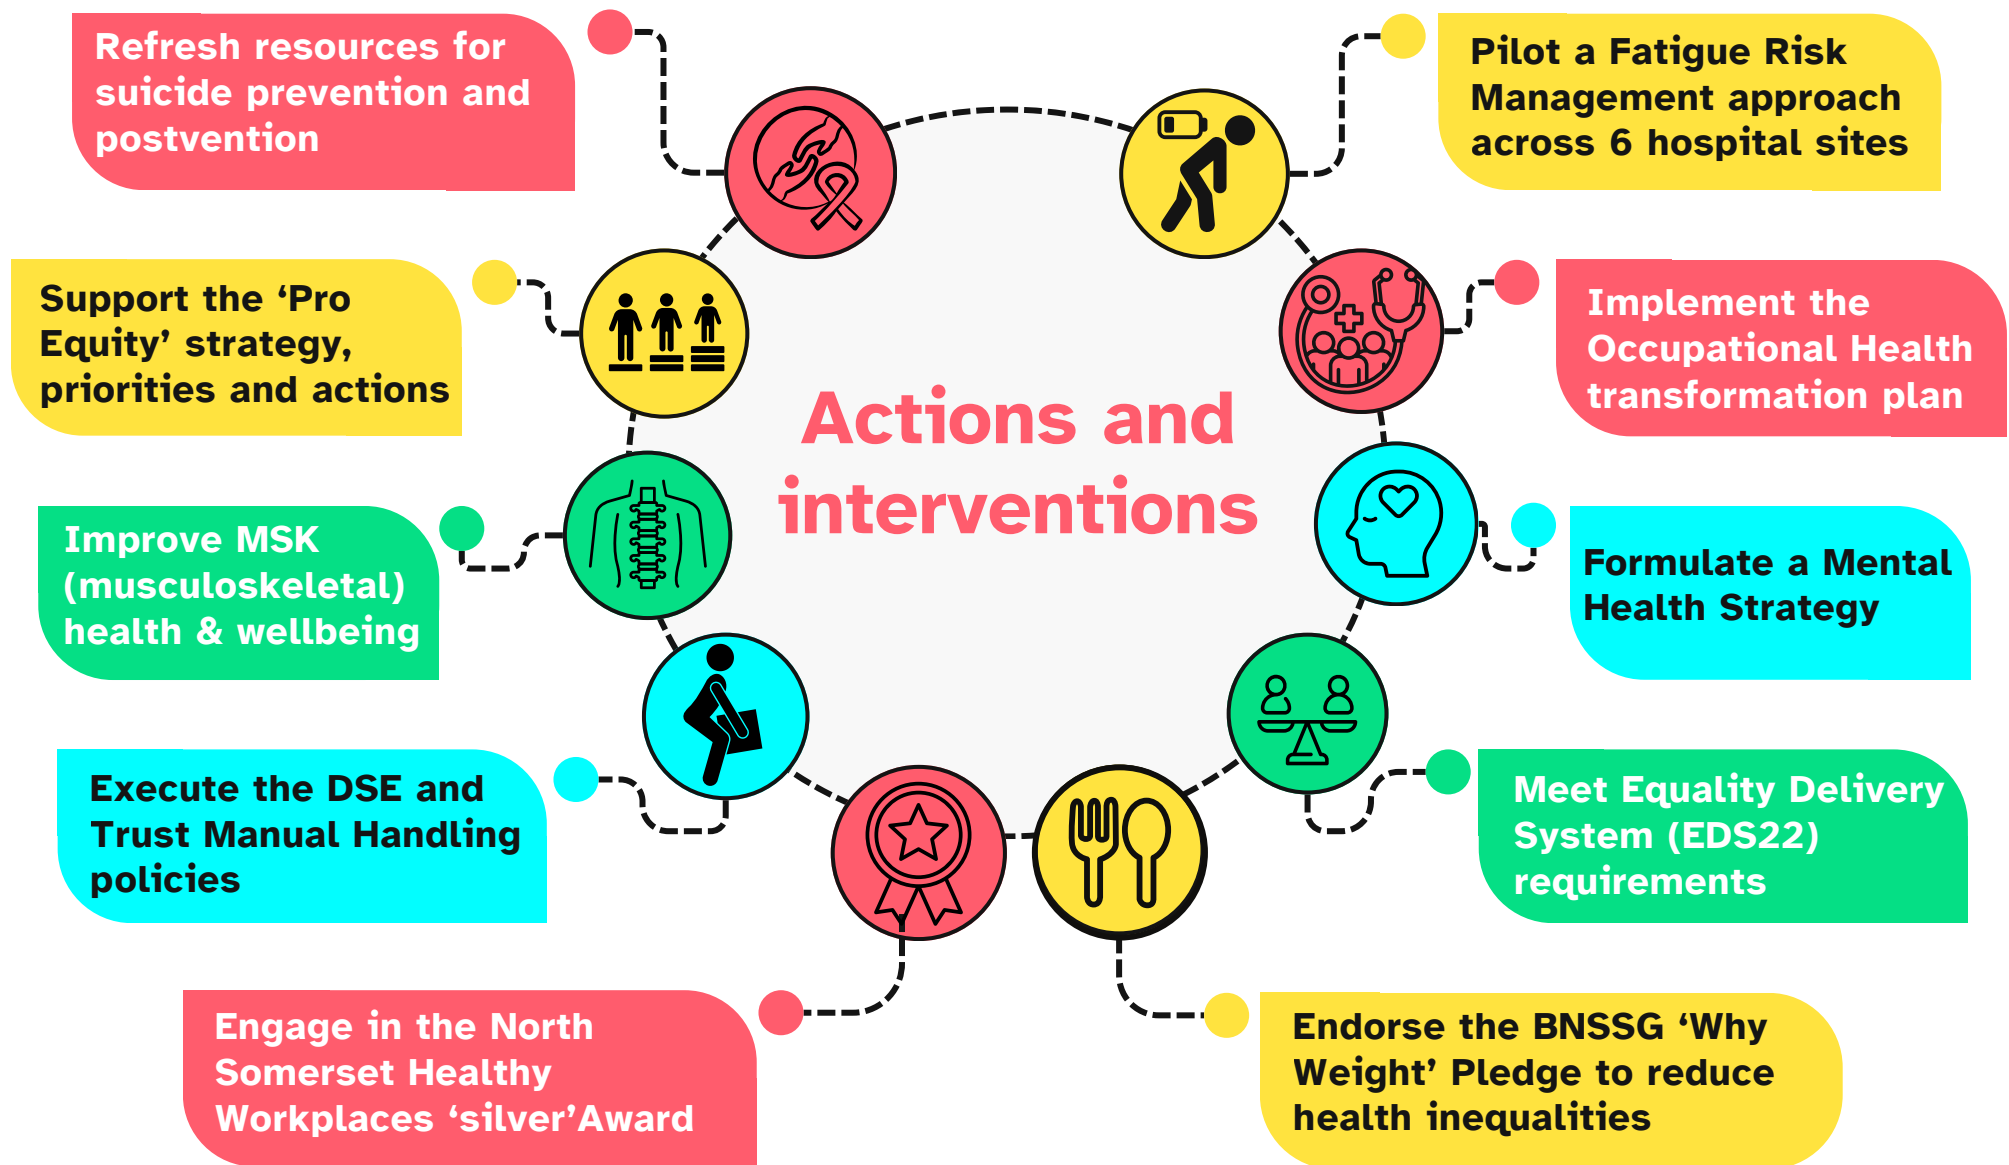 Refresh resources for
suicide prevention and
postvention
Pilot a Fatigue Risk
Management approach
across 6 hospital sites
Support the ‘Pro
Equity’ strategy,
priorities and actions
Implement the
Occupational Health
transformation plan
Actions and
interventions
Improve MSK
(musculoskeletal)
health & wellbeing
Formulate a Mental
Health Strategy
Execute the DSE and
Trust Manual Handling
policies
Meet Equality Delivery
System (EDS22)
requirements
Engage in the North
Somerset Healthy
Workplaces ‘silver’Award
Endorse the BNSSG ‘Why
Weight’ Pledge to reduce
health inequalities